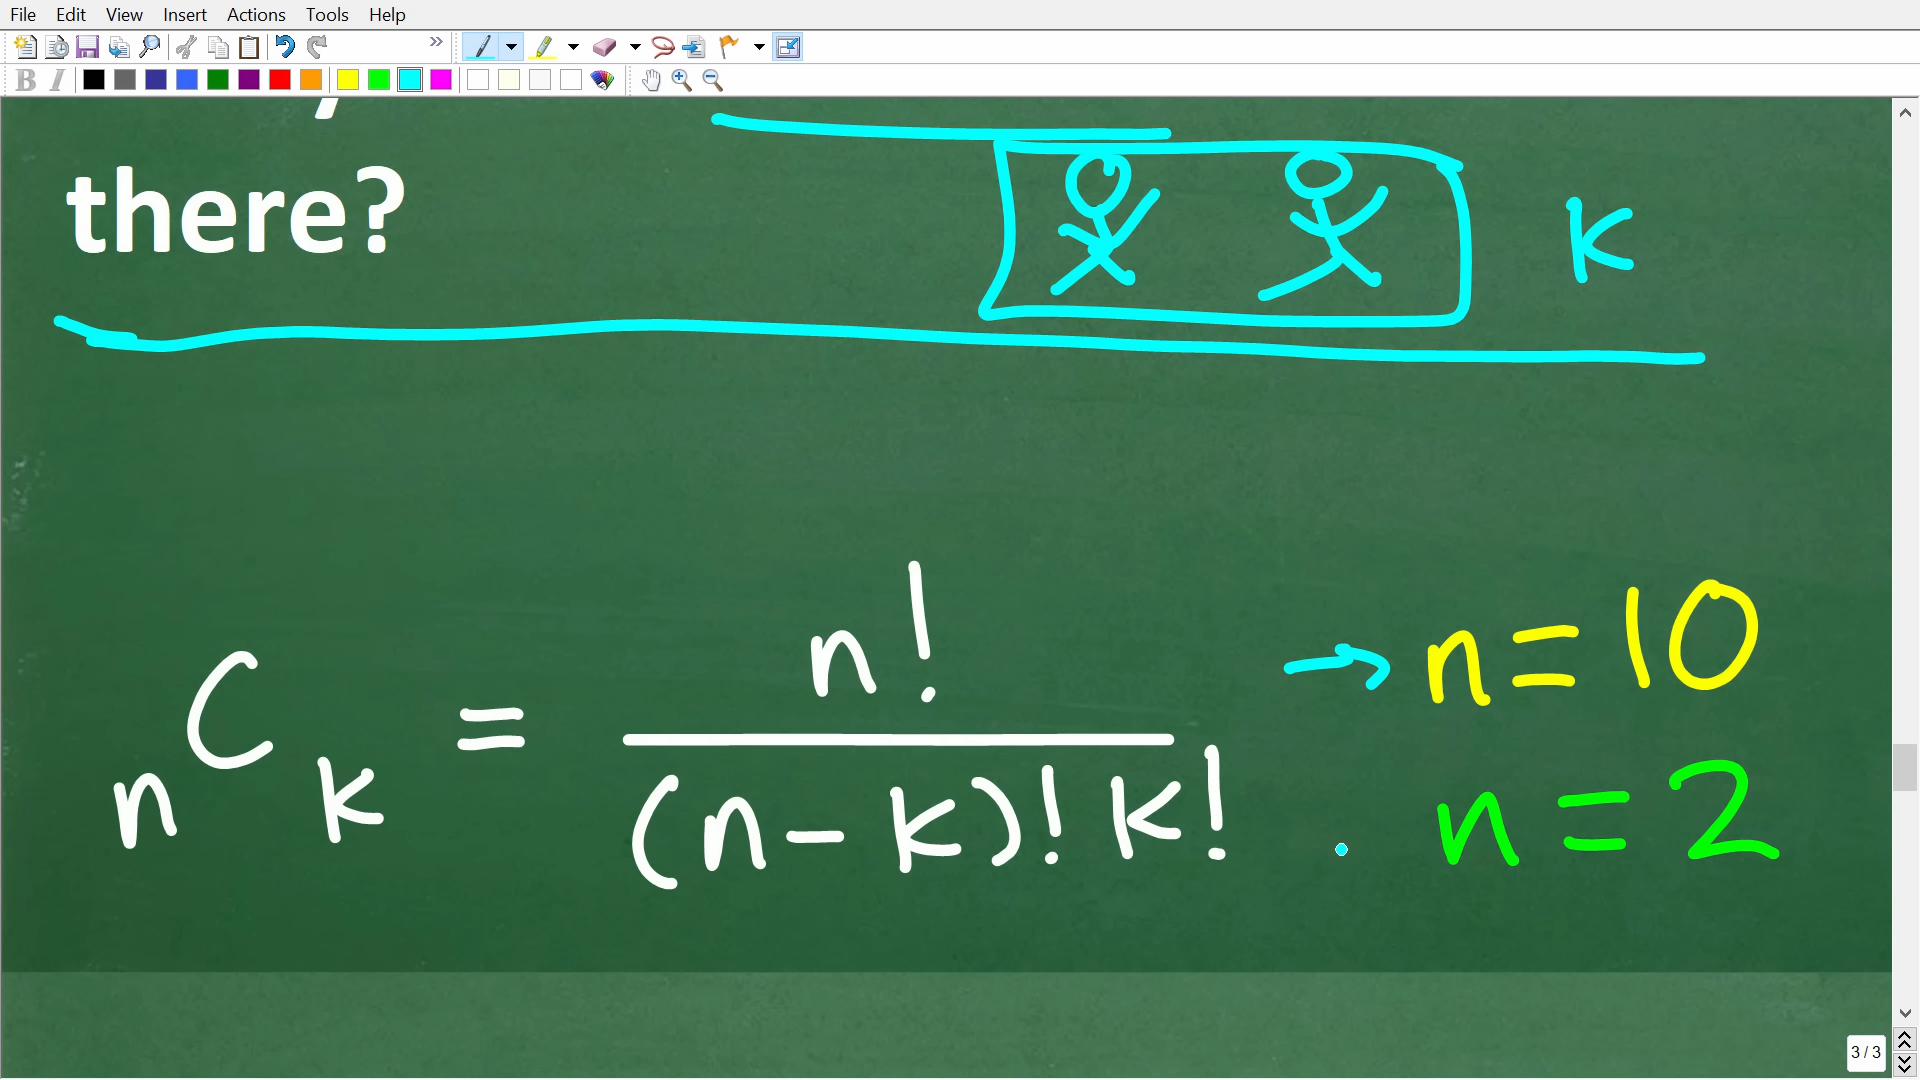 File Edit View Insert Actions Tools Help
B I
there?
k
n! → n = 10
nCk =
(n - k)! k! n = 2
3 / 3